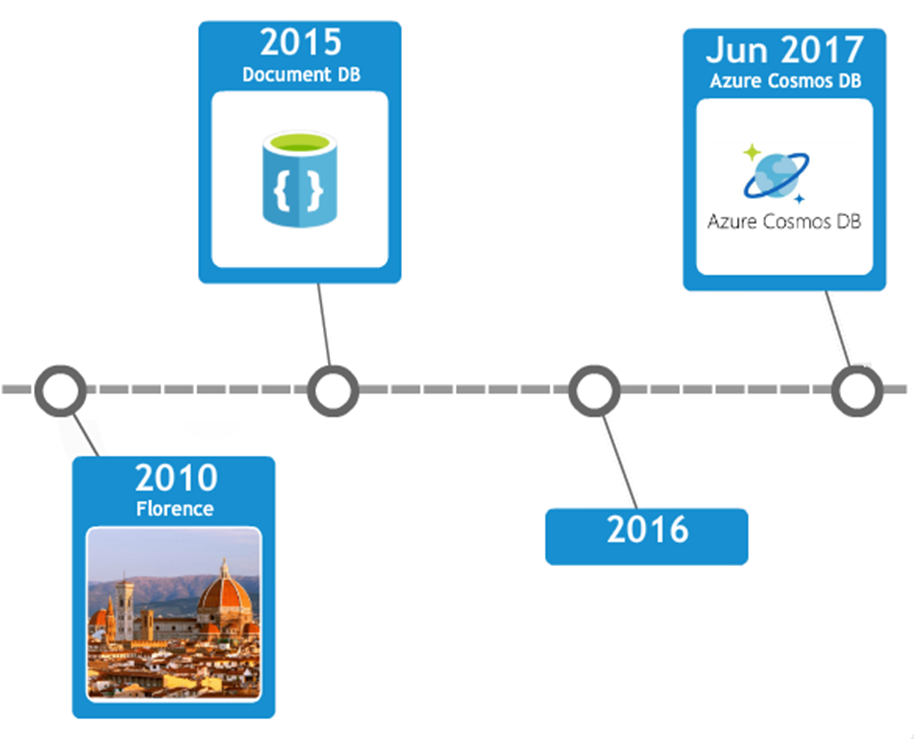 2015
Document DB
{ }
Jun 2017
Azure Cosmos DB
Azure Cosmos DB
2010
Florence
2016